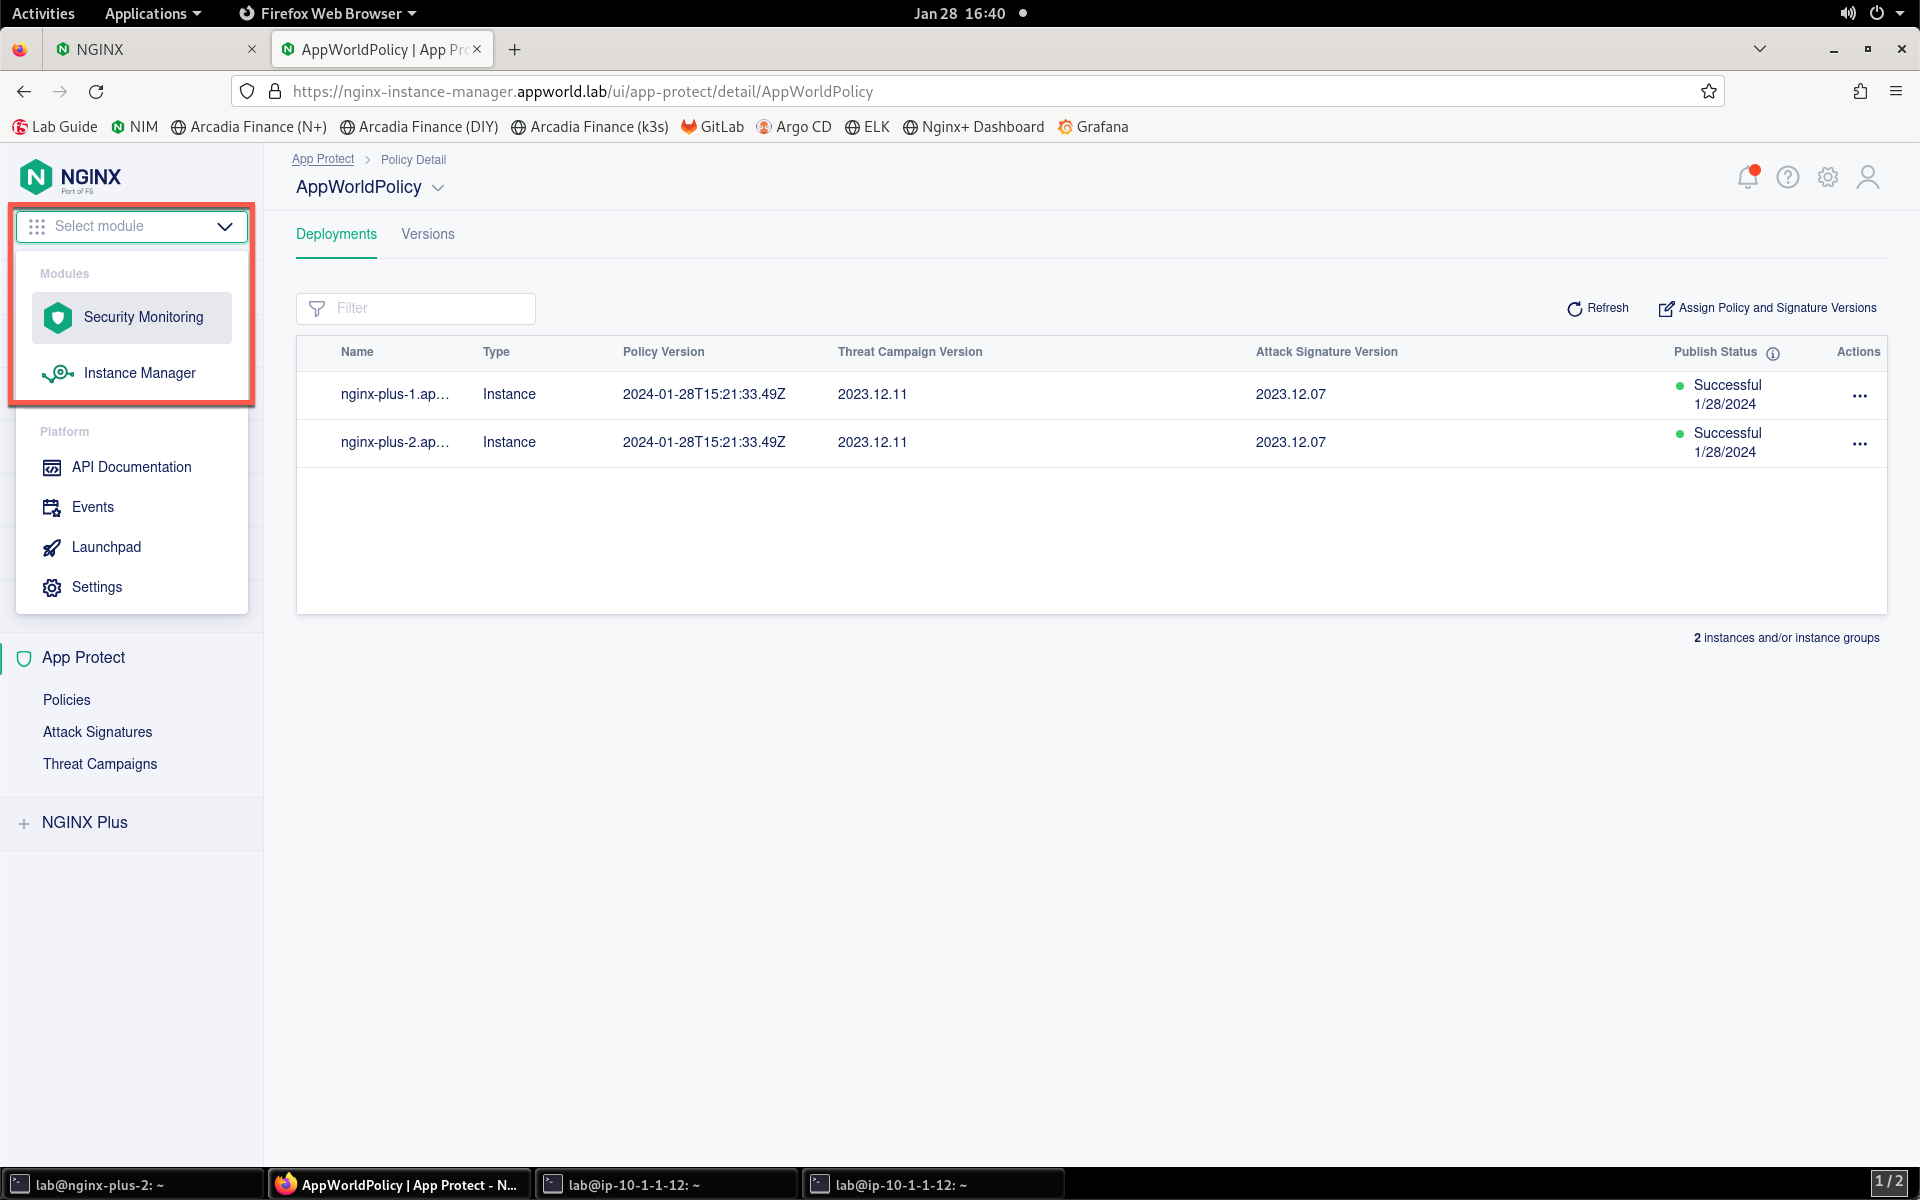 Activities Applications Firefox Web Browser Jan 28 16:40
NGINX AppWorldPolicy | App Pro
https://nginx-instance-manager.appworld.lab/ui/app-protect/detail/AppWorldPolicy
Lab Guide NIM Arcadia Finance (N+) Arcadia Finance (DIY) Arcadia Finance (k3s) GitLab Argo CD ELK Nginx+ Dashboard Grafana
NGINX
Part of F5
App Protect > Policy Detail
AppWorldPolicy
Select module
Modules
Security Monitoring
Instance Manager
Platform
API Documentation
Events
Launchpad
Settings
App Protect
Policies
Attack Signatures
Threat Campaigns
NGINX Plus
Deployments Versions
Filter
Refresh Assign Policy and Signature Versions
Name Type Policy Version Threat Campaign Version Attack Signature Version Publish Status Actions
nginx-plus-1.ap... Instance 2024-01-28T15:21:33.49Z 2023.12.11 2023.12.07 Successful
1/28/2024
nginx-plus-2.ap... Instance 2024-01-28T15:21:33.49Z 2023.12.11 2023.12.07 Successful
1/28/2024
2 instances and/or instance groups
lab@nginx-plus-2: ~ AppWorldPolicy | App Protect - N... lab@ip-10-1-1-12: ~ lab@ip-10-1-1-12: ~ 1 / 2